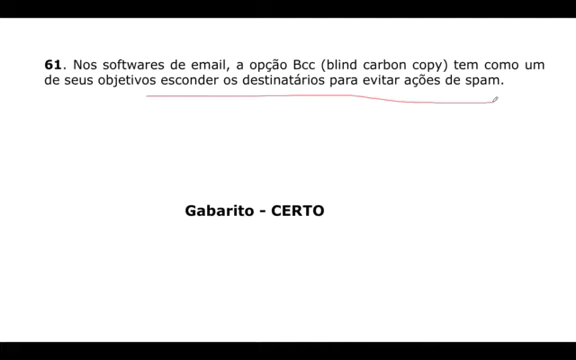 61. Nos softwares de email, a opção Bcc (blind carbon copy) tem como um
de seus objetivos esconder os destinatários para evitar ações de spam.
Gabarito - CERTO